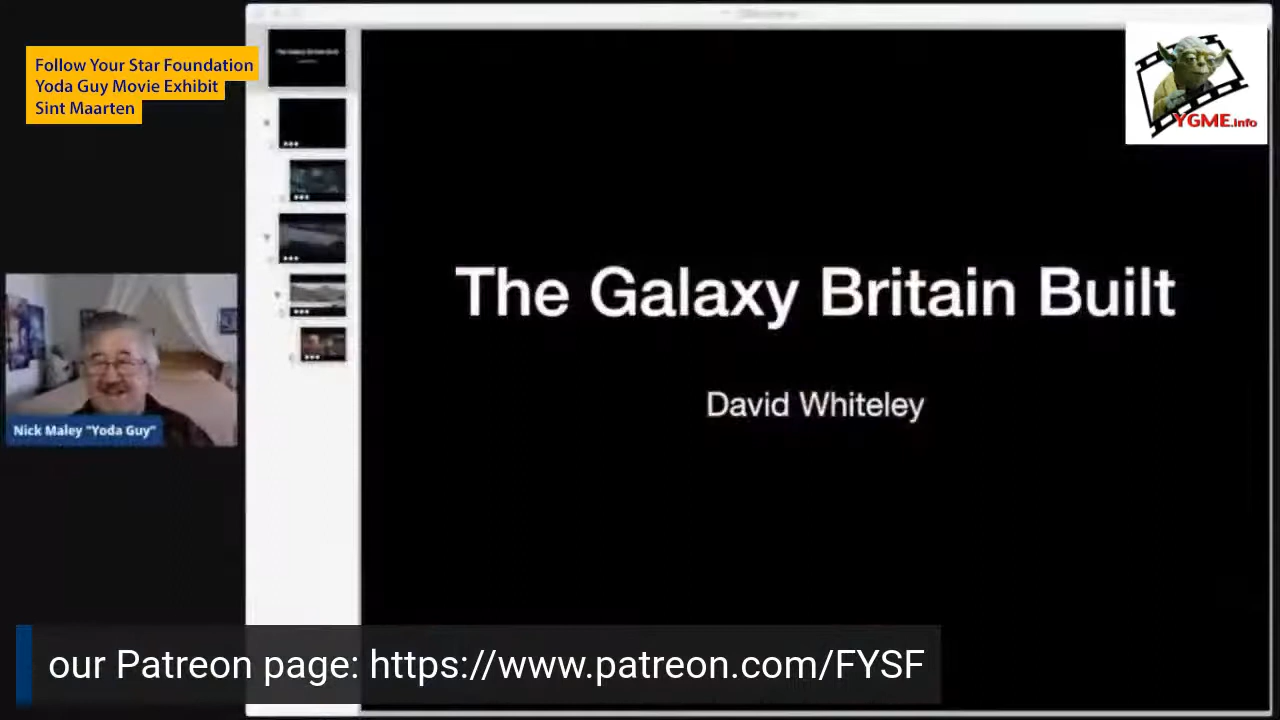 Follow Your Star Foundation
Yoda Guy Movie Exhibit
Sint Maarten
YGME.info
The Galaxy Britain Built
David Whiteley
Nick Maley "Yoda Guy"
our Patreon page: https://www.patreon.com/FYSF